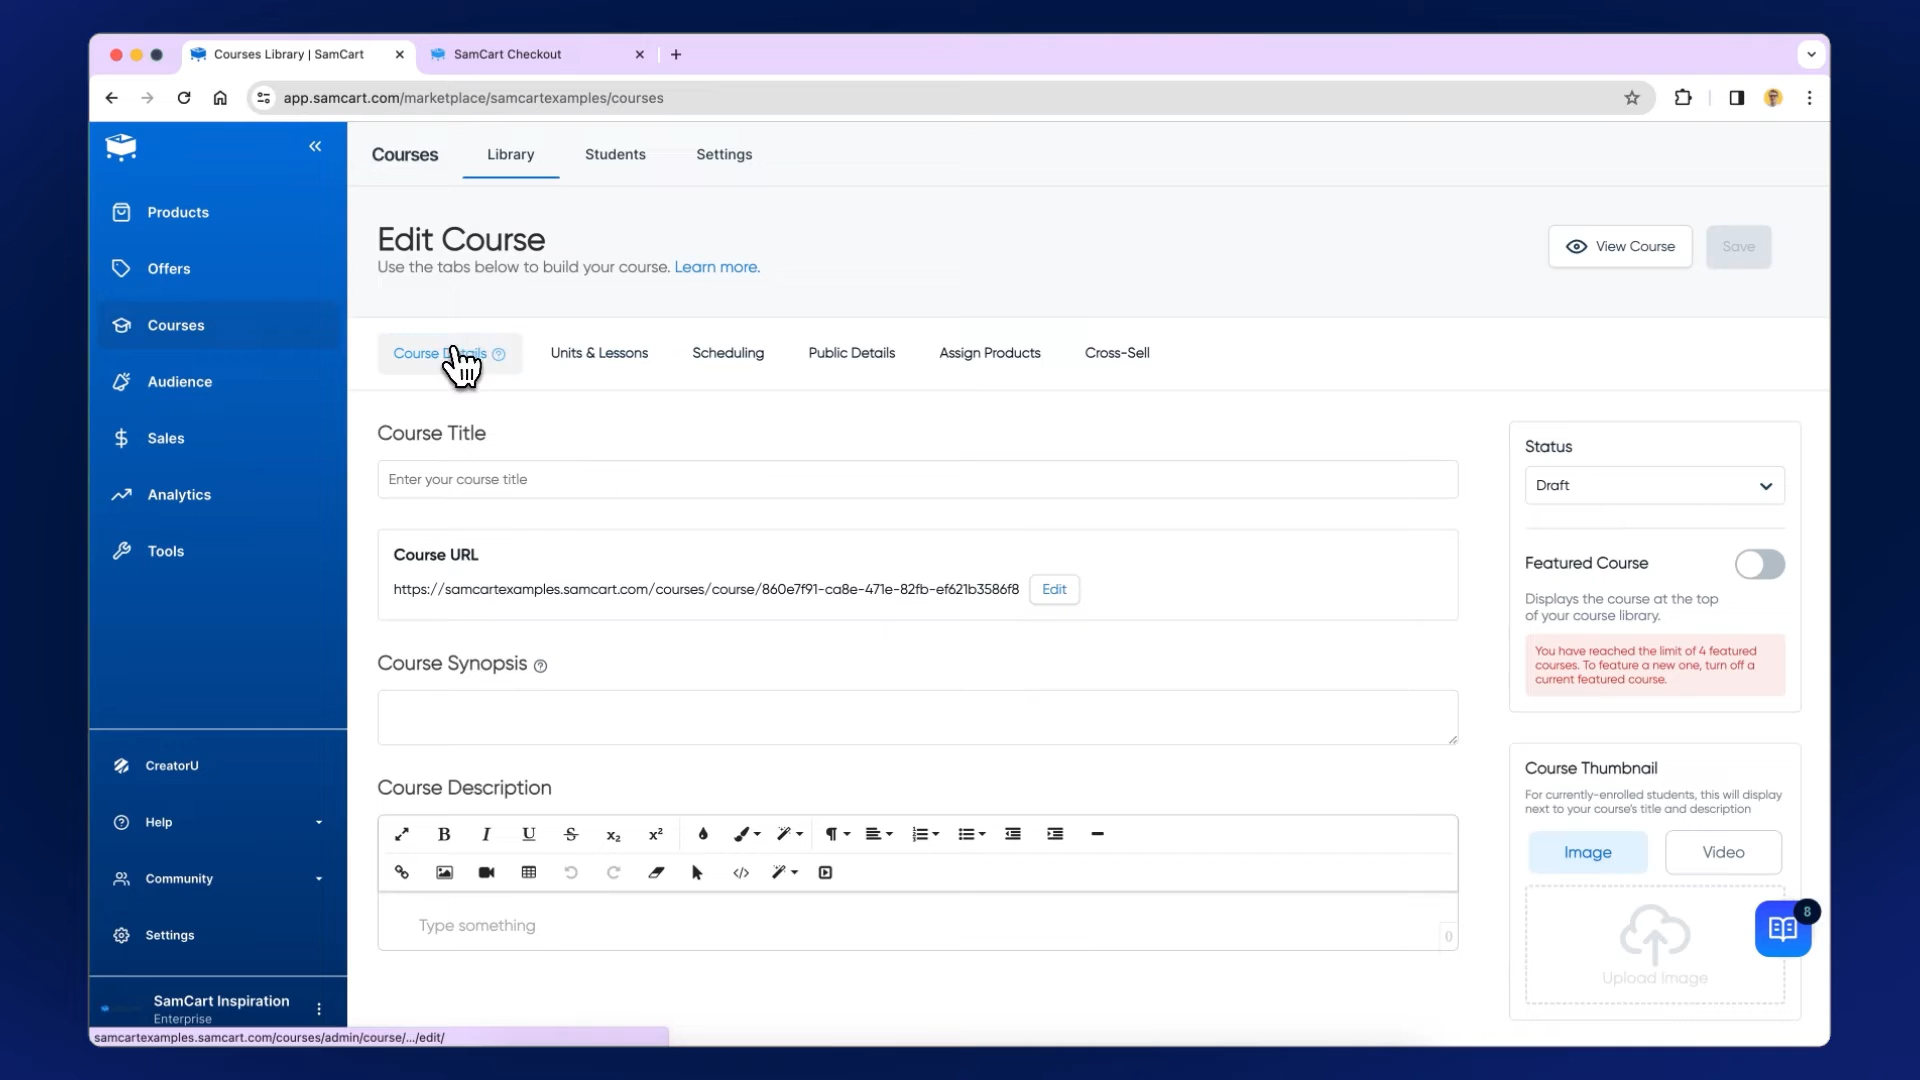 Courses Library | SamCart
SamCart Checkout
app.samcart.com/marketplace/samcartexamples/courses
Products
Offers
Courses
Audience
Sales
Analytics
Tools
CreatorU
Help
Community
Settings
SamCart Inspiration
Enterprise
samcartexamples.samcart.com/courses/admin/course/.../edit/
Courses
Library
Students
Settings
Edit Course
Use the tabs below to build your course. Learn more.
View Course
Save
Course Details
Units & Lessons
Scheduling
Public Details
Assign Products
Cross-Sell
Course Title
Enter your course title
Course URL
https://samcartexamples.samcart.com/courses/course/860e7f91-ca8e-471e-82fb-ef621b3586f8
Edit
Course Synopsis
Course Description
Type something
0
Status
Draft
Featured Course
Displays the course at the top
of your course library.
You have reached the limit of 4 featured
courses. To feature a new one, turn off a
current featured course.
Course Thumbnail
For currently-enrolled students, this will display
next to your course's title and description
Image
Video
Upload Image
8